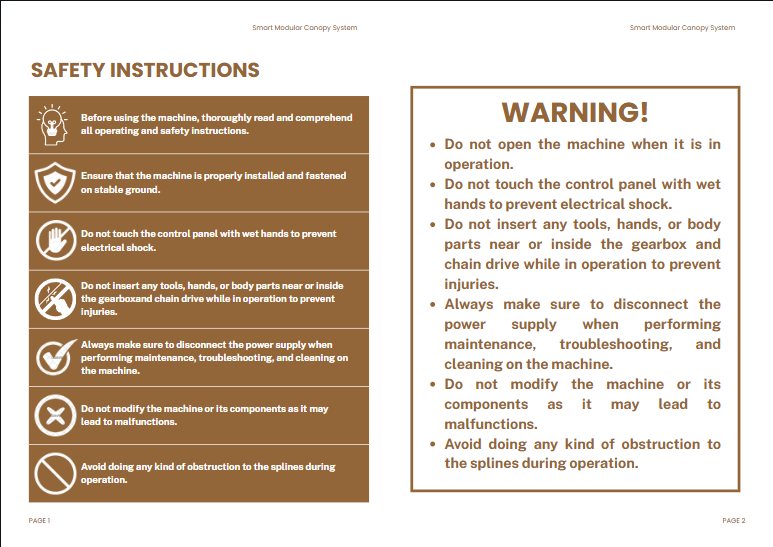 Smart Modular Canopy System
SAFETY INSTRUCTIONS
Before using the machine, thoroughly read and comprehend
all operating and safety instructions.
Ensure that the machine is properly installed and fastened
on stable ground.
Do not touch the control panel with wet hands to prevent
electrical shock.
Do not insert any tools, hands, or body parts near or inside
the gearboxand chain drive while in operation to prevent
injuries.
Always make sure to disconnect the power supply when
performing maintenance, troubleshooting, and cleaning on
the machine.
Do not modify the machine or its components as it may
lead to malfunctions.
Avoid doing any kind of obstruction to the splines during
operation.
PAGE 1
Smart Modular Canopy System
WARNING!
• Do not open the machine when it is in
operation.
• Do not touch the control panel with wet
hands to prevent electrical shock.
• Do not insert any tools, hands, or body
parts near or inside the gearbox and
chain drive while in operation to prevent
injuries.
• Always make sure to disconnect the
power supply when performing
maintenance, troubleshooting, and
cleaning on the machine.
• Do not modify the machine or its
components as it may lead to
malfunctions.
• Avoid doing any kind of obstruction to
the splines during operation.
PAGE 2